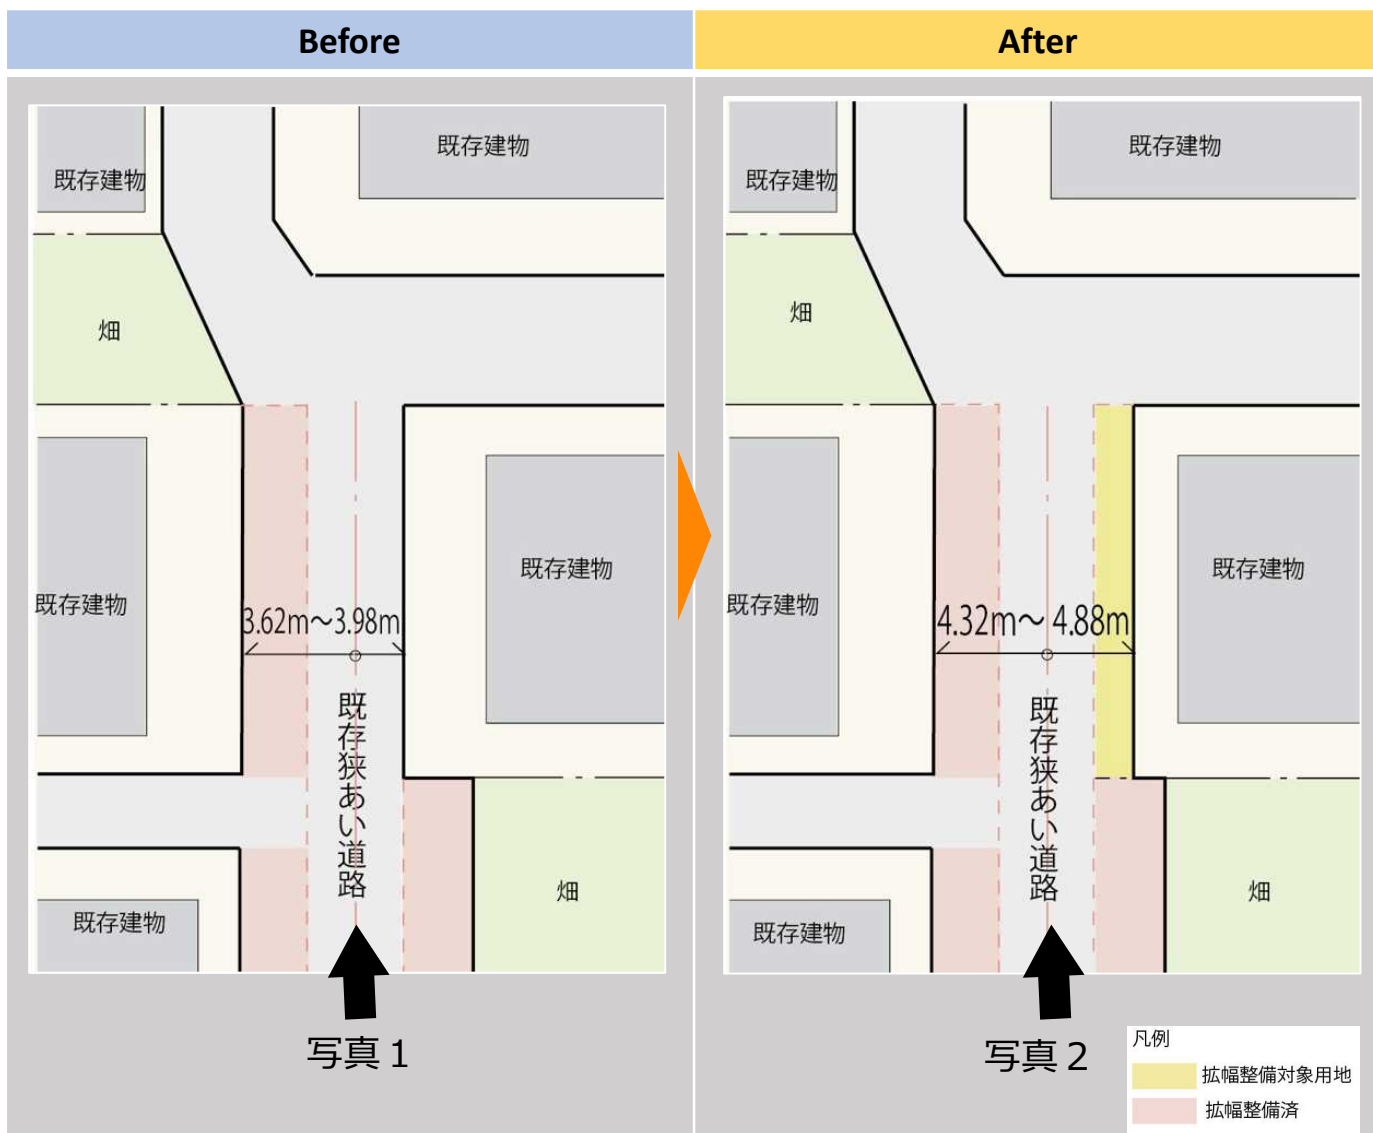 Before
After
既存建物
既存建物
畑
既存建物
既存建物
3.62m～3.98m
既存狭あい道路
既存建物
畑
写真１
既存建物
既存建物
畑
既存建物
既存建物
4.32m～ 4.88m
既存狭あい道路
既存建物
畑
写真２
凡例
拡幅整備対象用地
拡幅整備済